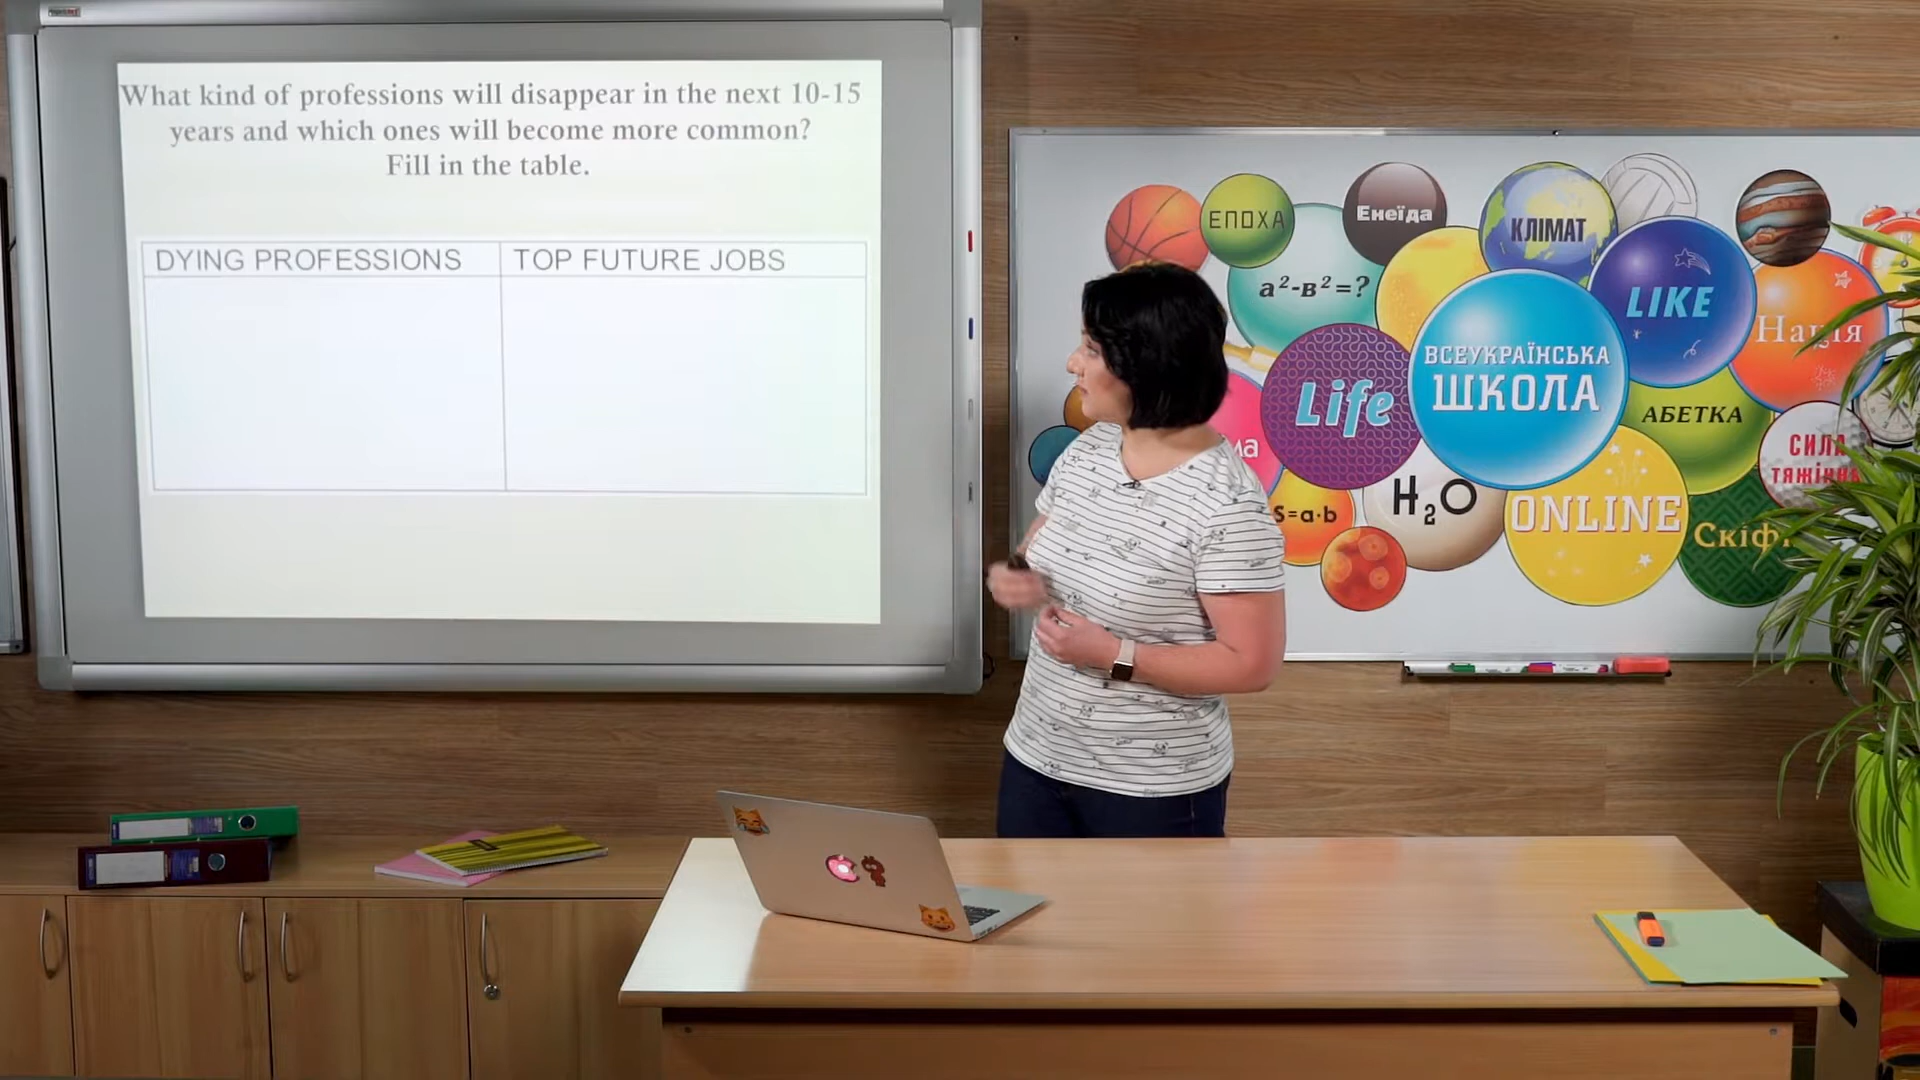 What kind of professions will disappear in the next 10-15
years and which ones will become more common?
Fill in the table.
DYING PROFESSIONS
TOP FUTURE JOBS
ЕПОХА
Енеїда
КЛІМАТ
a²-в²=?
LIKE
Нація
ВСЕУКРАЇНСЬКА
ШКОЛА
Life
АБЕТКА
СИЛА
ТЯЖІННЯ
H₂O
S=a·b
ONLINE